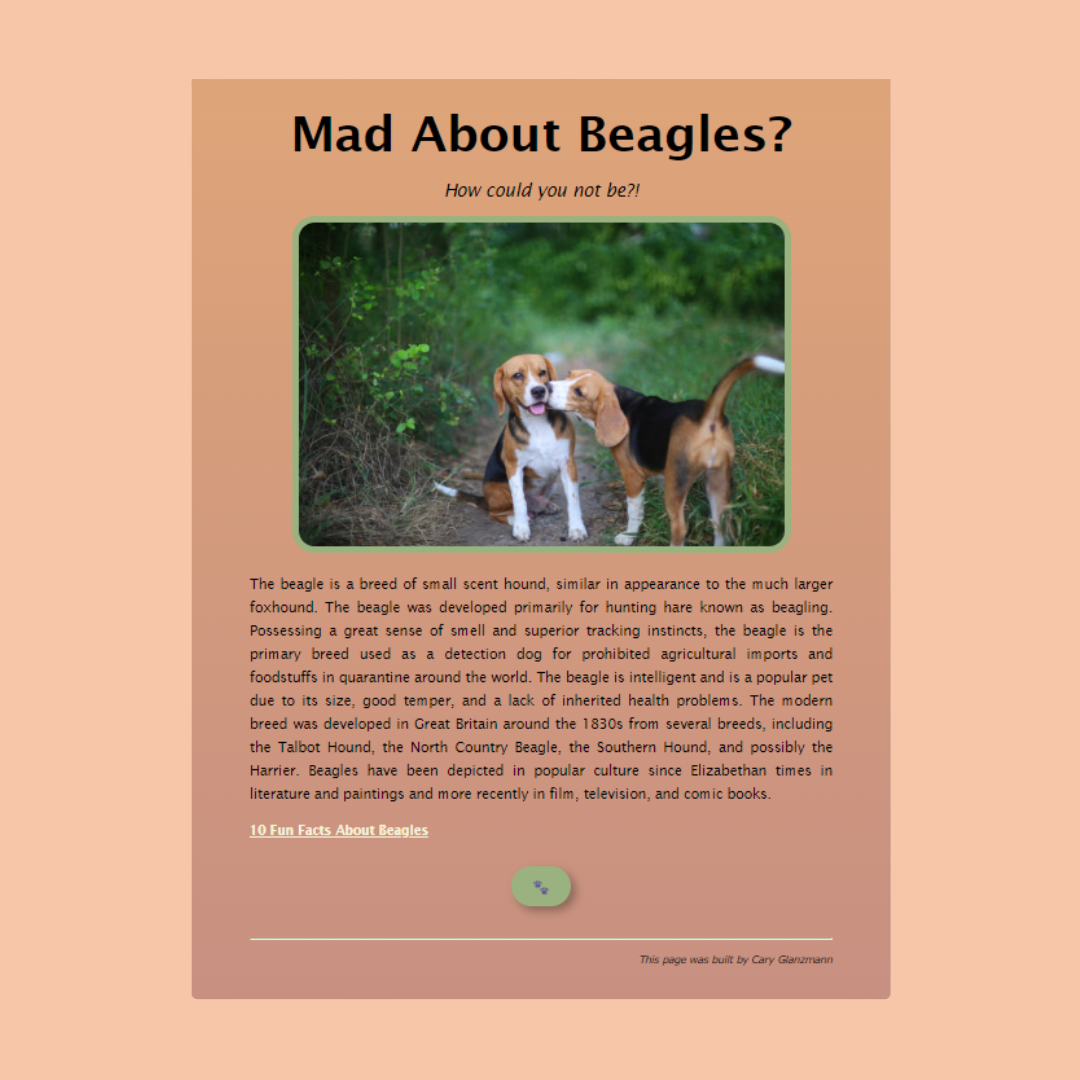 Mad About Beagles?
How could you not be?!
The beagle is a breed of small scent hound, similar in appearance to the much larger
foxhound. The beagle was developed primarily for hunting hare known as beagling.
Possessing a great sense of smell and superior tracking instincts, the beagle is the
primary breed used as a detection dog for prohibited agricultural imports and
foodstuffs in quarantine around the world. The beagle is intelligent and is a popular pet
due to its size, good temper, and a lack of inherited health problems. The modern
breed was developed in Great Britain around the 1830s from several breeds, including
the Talbot Hound, the North Country Beagle, the Southern Hound, and possibly the
Harrier. Beagles have been depicted in popular culture since Elizabethan times in
literature and paintings and more recently in film, television, and comic books.
10 Fun Facts About Beagles
This page was built by Cary Glanzmann